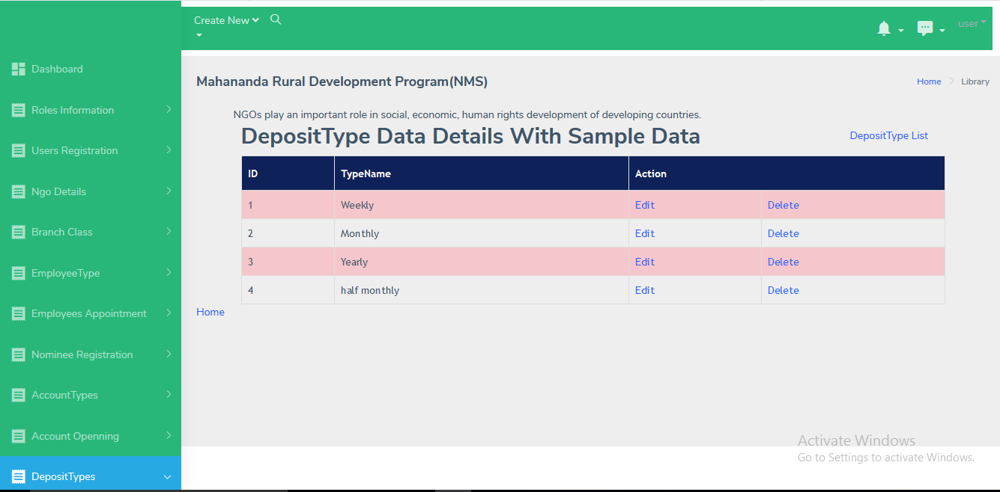 Create New
user
Dashboard
Roles Information
Users Registration
Ngo Details
Branch Class
EmployeeType
Employees Appointment
Nominee Registration
AccountTypes
Account Openning
DepositTypes
Mahananda Rural Development Program(NMS)
Home Library
NGOs play an important role in social, economic, human rights development of developing countries.
DepositType Data Details With Sample Data
DepositType List
ID TypeName Action
1 Weekly Edit Delete
2 Monthly Edit Delete
3 Yearly Edit Delete
4 half monthly Edit Delete
Home
Activate Windows
Go to Settings to activate Windows.